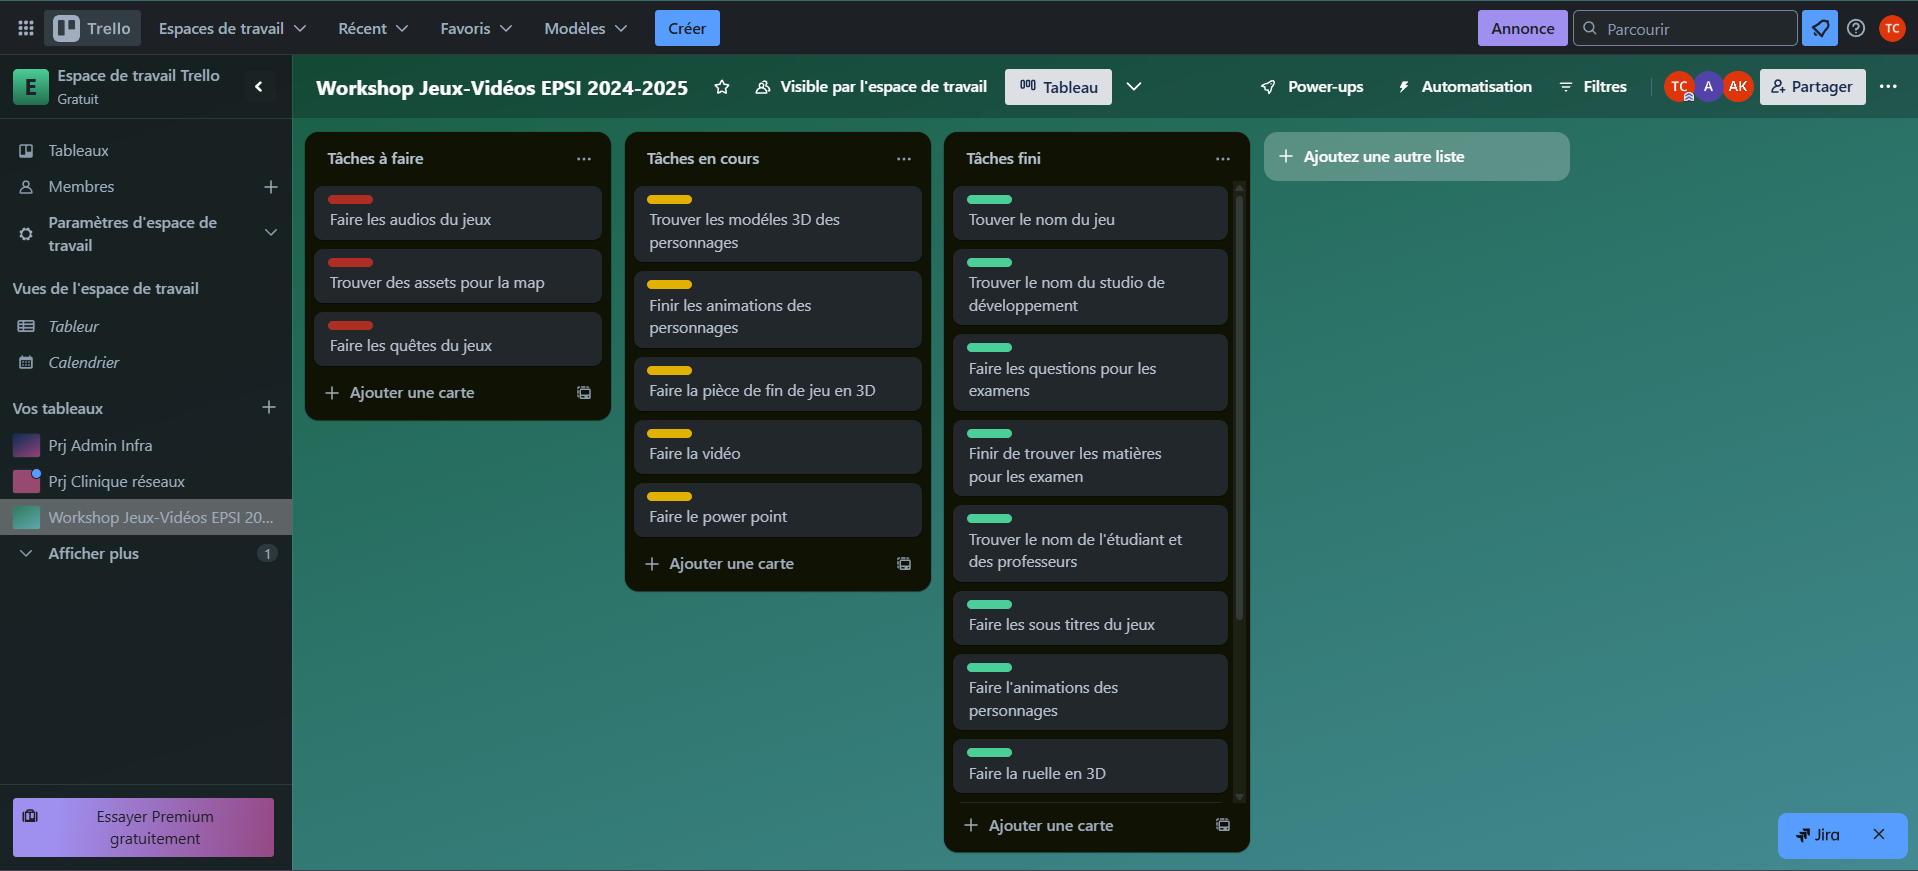 Trello
Espaces de travail
Récent
Favoris
Modèles
Créer
Annonce
Parcourir
TC
E
Espace de travail Trello
Gratuit
Workshop Jeux-Vidéos EPSI 2024-2025
Visible par l'espace de travail
Tableau
Power-ups
Automatisation
Filtres
TC
A
AK
Partager
Tableaux
Membres
Paramètres d'espace de
travail
Vues de l'espace de travail
Tableur
Calendrier
Vos tableaux
Prj Admin Infra
Prj Clinique réseaux
Workshop Jeux-Vidéos EPSI 20...
Afficher plus
1
Essayer Premium
gratuitement
Tâches à faire
Faire les audios du jeux
Trouver des assets pour la map
Faire les quêtes du jeux
Ajouter une carte
Tâches en cours
Trouver les modéles 3D des
personnages
Finir les animations des
personnages
Faire la pièce de fin de jeu en 3D
Faire la vidéo
Faire le power point
Ajouter une carte
Tâches fini
Touver le nom du jeu
Trouver le nom du studio de
développement
Faire les questions pour les
examens
Finir de trouver les matières
pour les examen
Trouver le nom de l'étudiant et
des professeurs
Faire les sous titres du jeux
Faire l'animations des
personnages
Faire la ruelle en 3D
Ajouter une carte
Ajoutez une autre liste
Jira